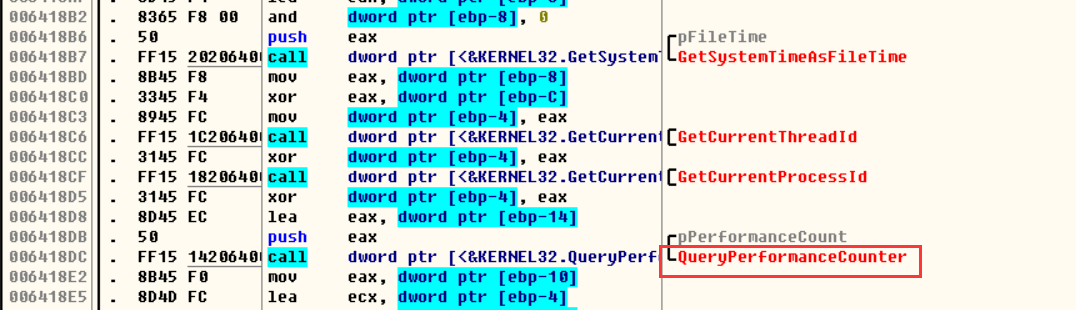 006418B2 . 8365 F8 00 and dword ptr [ebp-8], 0
006418B6 . 50 push eax pFileTime
006418B7 . FF15 2020640 call dword ptr [<&KERNEL32.GetSystem GetSystemTimeAsFileTime
006418BD . 8B45 F8 mov eax, dword ptr [ebp-8]
006418C0 . 3345 F4 xor eax, dword ptr [ebp-C]
006418C3 . 8945 FC mov dword ptr [ebp-4], eax
006418C6 . FF15 1C20640 call dword ptr [<&KERNEL32.GetCurrent GetCurrentThreadId
006418CC . 3145 FC xor dword ptr [ebp-4], eax
006418CF . FF15 1820640 call dword ptr [<&KERNEL32.GetCurrent GetCurrentProcessId
006418D5 . 3145 FC xor dword ptr [ebp-4], eax
006418D8 . 8D45 EC lea eax, dword ptr [ebp-14]
006418DB . 50 push eax pPerformanceCount
006418DC . FF15 1420640 call dword ptr [<&KERNEL32.QueryPerf QueryPerformanceCounter
006418E2 . 8B45 F0 mov eax, dword ptr [ebp-10]
006418E5 . 8D4D FC lea ecx, dword ptr [ebp-4]